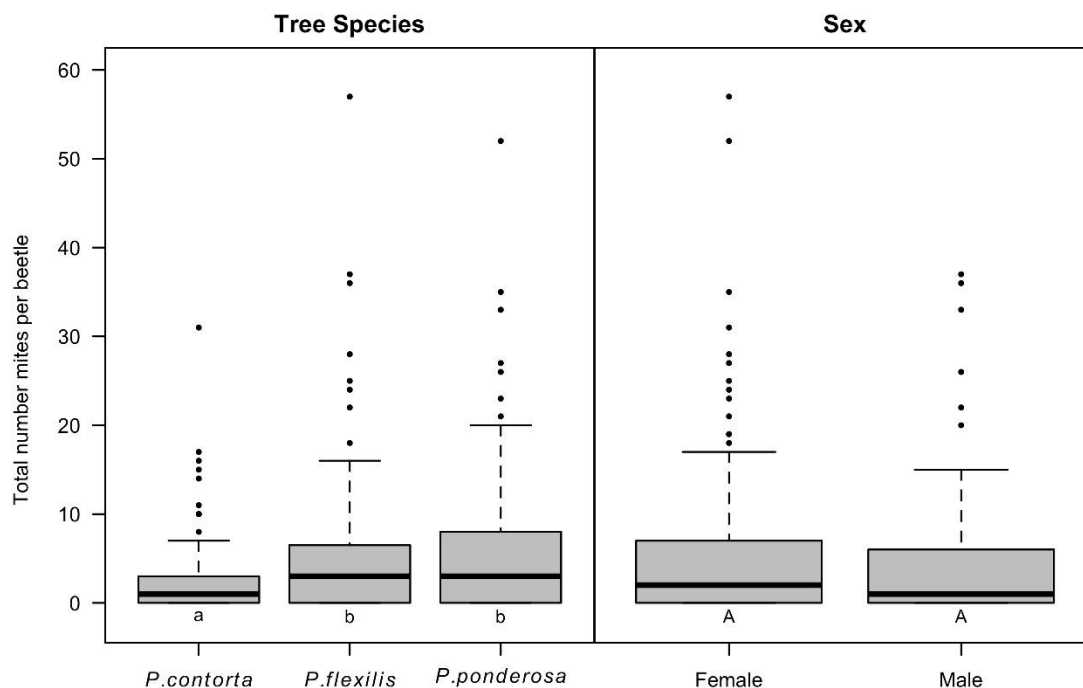 Tree Species
Sex
Total number mites per beetle
60
50
40
30
20
10
0
a
b
b
A
A
P.contorta
P.flexilis
P.ponderosa
Female
Male